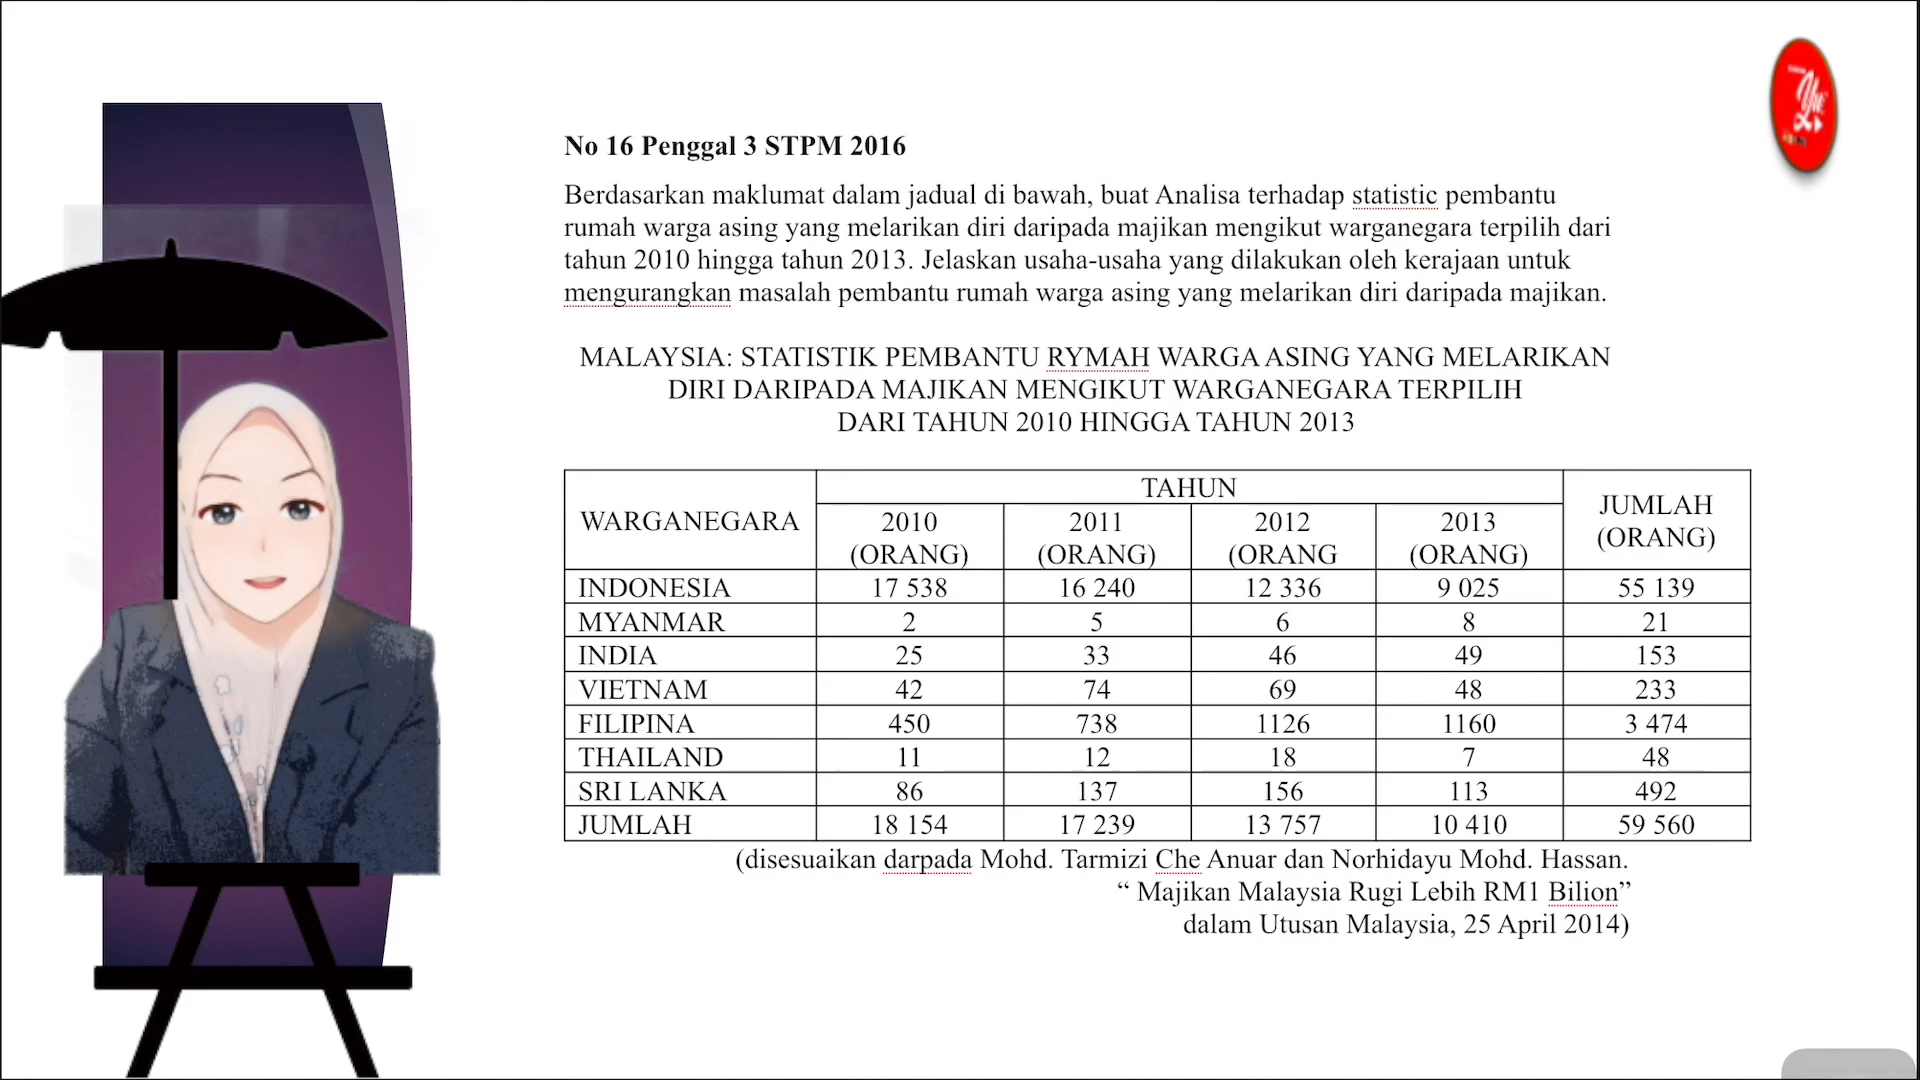 No 16 Penggal 3 STPM 2016
Berdasarkan maklumat dalam jadual di bawah, buat Analisa terhadap statistic pembantu
rumah warga asing yang melarikan diri daripada majikan mengikut warganegara terpilih dari
tahun 2010 hingga tahun 2013. Jelaskan usaha-usaha yang dilakukan oleh kerajaan untuk
mengurangkan masalah pembantu rumah warga asing yang melarikan diri daripada majikan.
MALAYSIA: STATISTIK PEMBANTU RYMAH WARGA ASING YANG MELARIKAN
DIRI DARIPADA MAJIKAN MENGIKUT WARGANEGARA TERPILIH
DARI TAHUN 2010 HINGGA TAHUN 2013
WARGANEGARA TAHUN JUMLAH (ORANG)
2010 (ORANG) 2011 (ORANG) 2012 (ORANG 2013 (ORANG)
INDONESIA 17 538 16 240 12 336 9 025 55 139
MYANMAR 2 5 6 8 21
INDIA 25 33 46 49 153
VIETNAM 42 74 69 48 233
FILIPINA 450 738 1126 1160 3 474
THAILAND 11 12 18 7 48
SRI LANKA 86 137 156 113 492
JUMLAH 18 154 17 239 13 757 10 410 59 560
(disesuaikan darpada Mohd. Tarmizi Che Anuar dan Norhidayu Mohd. Hassan.
“ Majikan Malaysia Rugi Lebih RM1 Bilion”
dalam Utusan Malaysia, 25 April 2014)